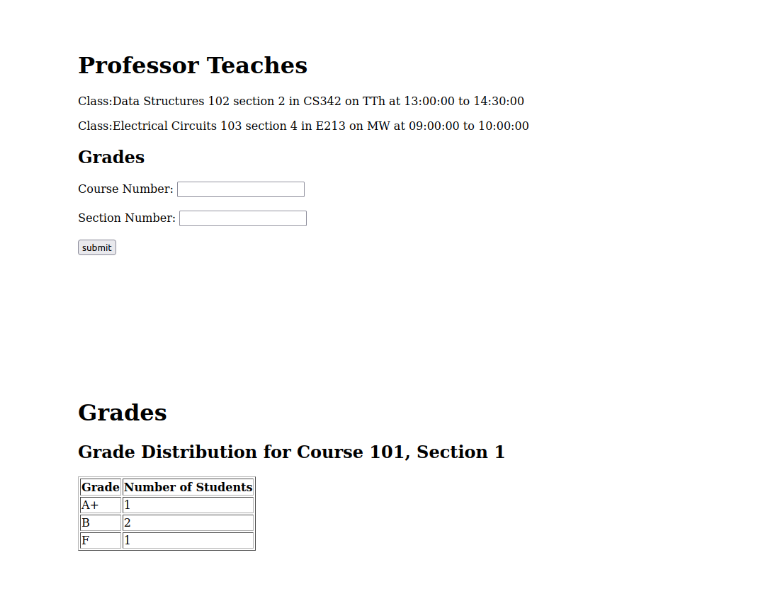 Professor Teaches
Class:Data Structures 102 section 2 in CS342 on TTh at 13:00:00 to 14:30:00
Class:Electrical Circuits 103 section 4 in E213 on MW at 09:00:00 to 10:00:00
Grades
Course Number:
Section Number:
submit
Grades
Grade Distribution for Course 101, Section 1
Grade Number of Students
A+ 1
B 2
F 1